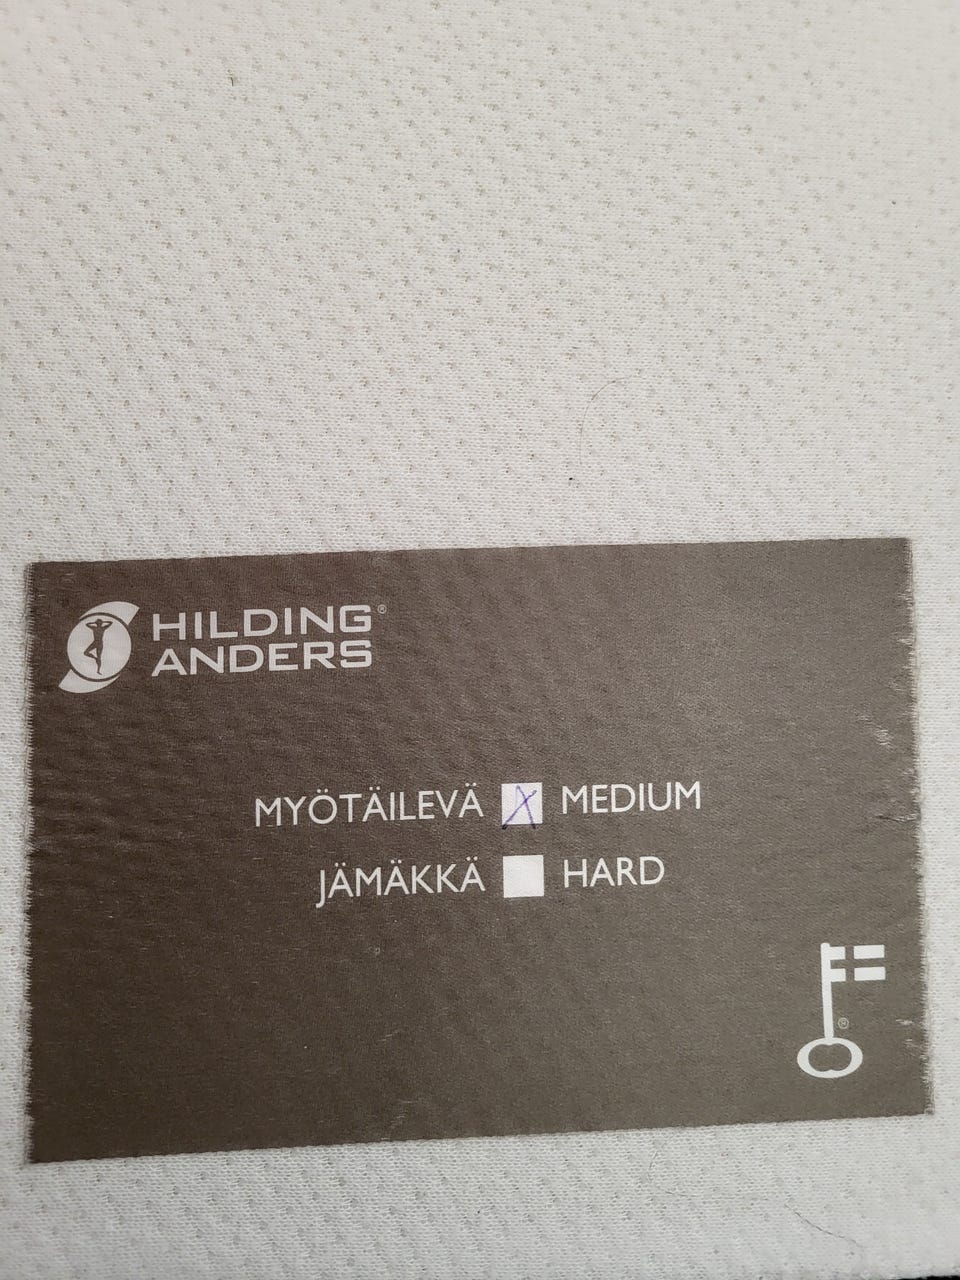 HILDING®
ANDERS
MYÖTÄILEVÄ X MEDIUM
JÄMÄKKÄ HARD
®